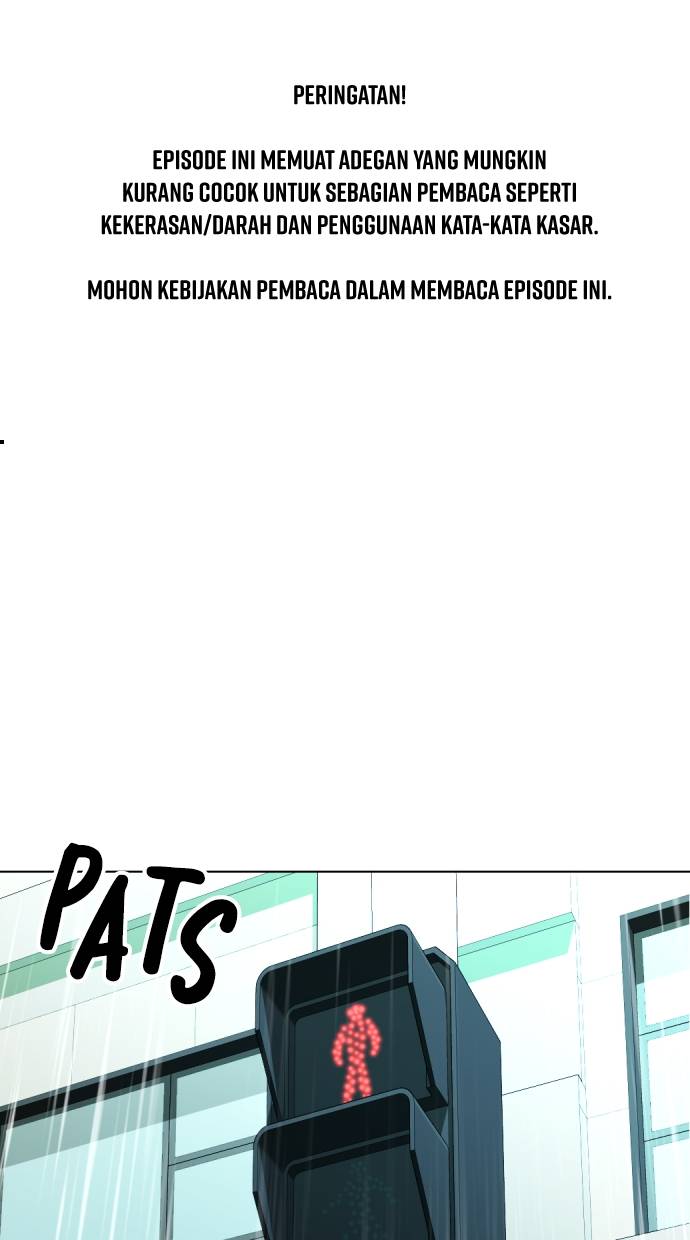 PERINGATAN!
EPISODE INI MEMUAT ADEGAN YANG MUNGKIN
KURANG COCOK UNTUK SEBAGIAN PEMBACA SEPERTI
KEKERASAN/DARAH DAN PENGGUNAAN KATA-KATA KASAR.
MOHON KEBIJAKAN PEMBACA DALAM MEMBACA EPISODE INI.
PATS